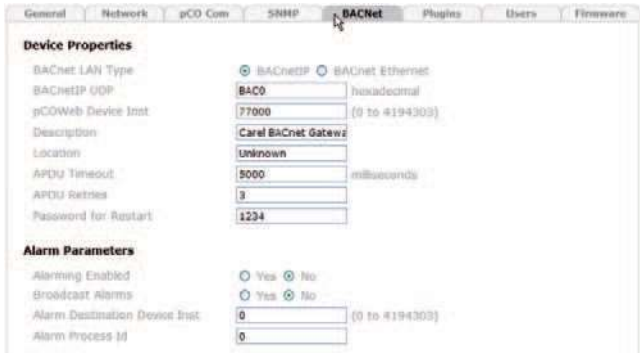 General Network pCO Com SNMP BACNet Plugins Users Firmware
Device Properties
BACnet LAN Type BACnetIP BACnet Ethernet
BACnetIP UDP BAC0 hexadecimal
pCOWeb Device Inst 77000 (0 to 4194303)
Description Carel BACnet Gatewa
Location Unknown
APDU Timeout 5000 milliseconds
APDU Retries 3
Password for Restart 1234
Alarm Parameters
Alarming Enabled Yes No
Broadcast Alarms Yes No
Alarm Destination Device Inst 0 (0 to 4194303)
Alarm Process Id 0